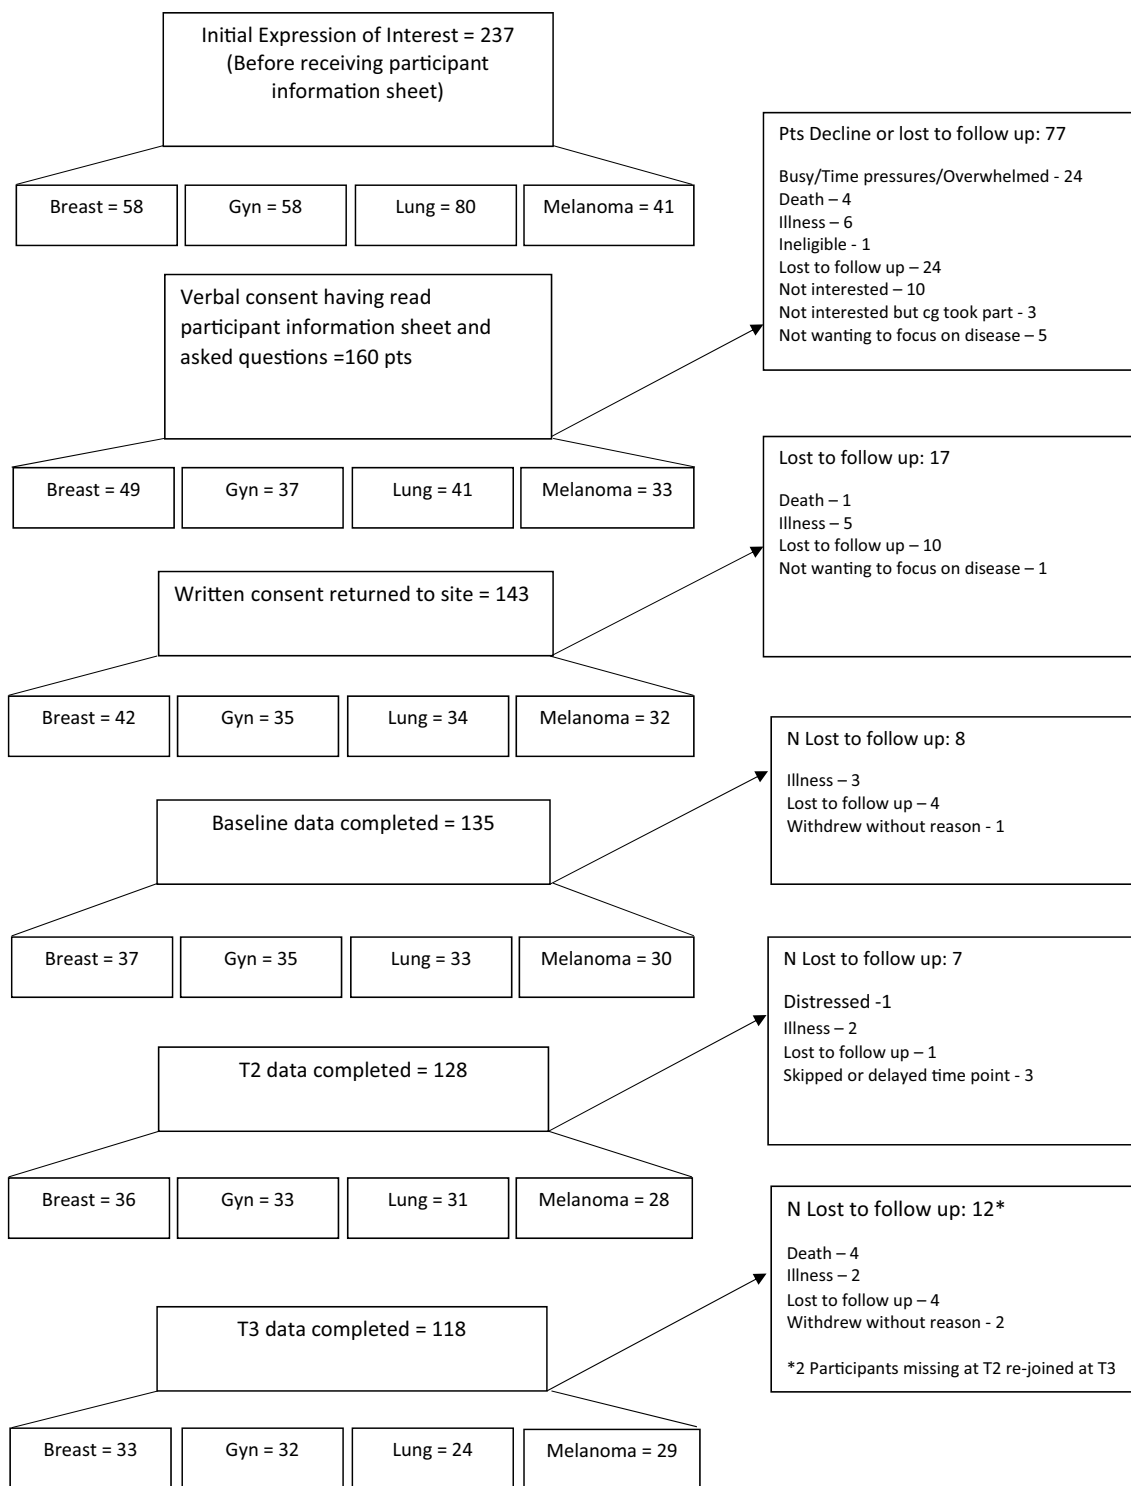 Initial Expression of Interest = 237
(Before receiving participant
information sheet)
Breast = 58
Gyn = 58
Lung = 80
Melanoma = 41
Pts Decline or lost to follow up: 77
Busy/Time pressures/Overwhelmed - 24
Death – 4
Illness – 6
Ineligible - 1
Lost to follow up – 24
Not interested – 10
Not interested but cg took part - 3
Not wanting to focus on disease – 5
Verbal consent having read
participant information sheet and
asked questions =160 pts
Breast = 49
Gyn = 37
Lung = 41
Melanoma = 33
Lost to follow up: 17
Death – 1
Illness – 5
Lost to follow up – 10
Not wanting to focus on disease – 1
Written consent returned to site = 143
Breast = 42
Gyn = 35
Lung = 34
Melanoma = 32
N Lost to follow up: 8
Illness – 3
Lost to follow up – 4
Withdrew without reason - 1
Baseline data completed = 135
Breast = 37
Gyn = 35
Lung = 33
Melanoma = 30
N Lost to follow up: 7
Distressed -1
Illness – 2
Lost to follow up – 1
Skipped or delayed time point - 3
T2 data completed = 128
Breast = 36
Gyn = 33
Lung = 31
Melanoma = 28
N Lost to follow up: 12*
Death – 4
Illness – 2
Lost to follow up – 4
Withdrew without reason - 2
*2 Participants missing at T2 re-joined at T3
T3 data completed = 118
Breast = 33
Gyn = 32
Lung = 24
Melanoma = 29